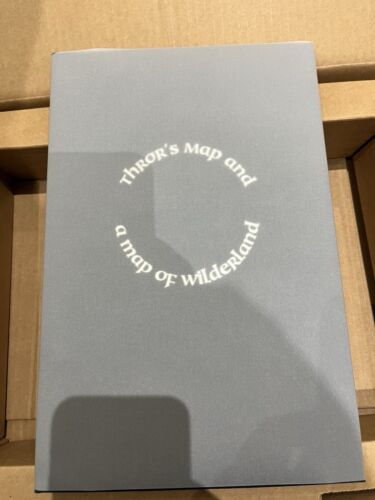 Thror's Map and
a map of Wilderland